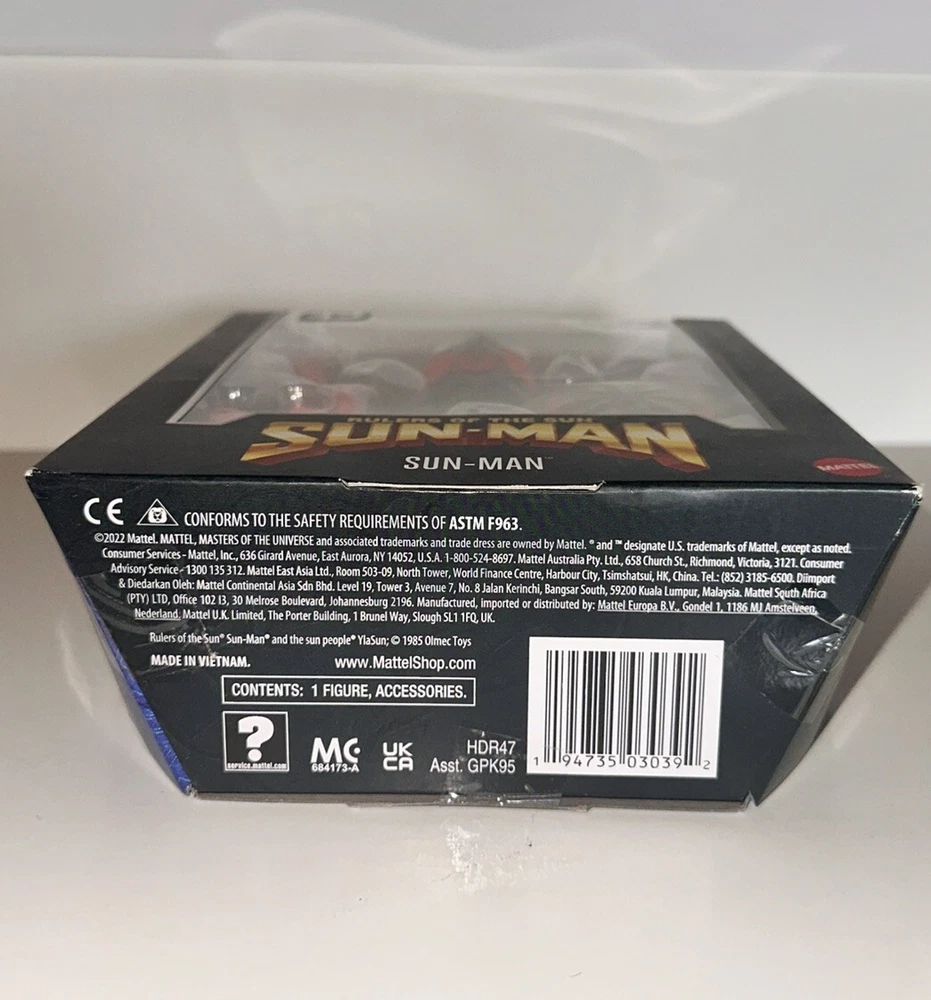 RULERS OF THE SUN
SUN-MAN
SUN-MAN™
MATTEL
CE CONFORMS TO THE SAFETY REQUIREMENTS OF ASTM F963.
©2022 Mattel. MATTEL, MASTERS OF THE UNIVERSE and associated trademarks and trade dress are owned by Mattel. ® and ™ designate U.S. trademarks of Mattel, except as noted.
Consumer Services - Mattel, Inc., 636 Girard Avenue, East Aurora, NY 14052, U.S.A. 1-800-524-8697. Mattel Australia Pty. Ltd., 658 Church St., Richmond, Victoria, 3121. Consumer
Advisory Service - 1300 135 312. Mattel East Asia Ltd., Room 503-09, North Tower, World Finance Centre, Harbour City, Tsimshatsui, HK, China. Tel.: (852) 3185-6500. Diimport
& Diedarkan Oleh: Mattel Continental Asia Sdn Bhd. Level 19, Tower 3, Avenue 7, No. 8 Jalan Kerinchi, Bangsar South, 59200 Kuala Lumpur, Malaysia. Mattel South Africa
(PTY) LTD, Office 102 I3, 30 Melrose Boulevard, Johannesburg 2196. Manufactured, imported or distributed by: Mattel Europa B.V., Gondel 1, 1186 MJ Amstelveen,
Nederland. Mattel U.K. Limited, The Porter Building, 1 Brunel Way, Slough SL1 1FQ, UK.
Rulers of the Sun® Sun-Man® and the sun people® YlaSun; © 1985 Olmec Toys
MADE IN VIETNAM. www.MattelShop.com
CONTENTS: 1 FIGURE, ACCESSORIES.
?
service.mattel.com
MC
684173-A
UK
CA
HDR47
Asst. GPK95
1 94735 03039 2